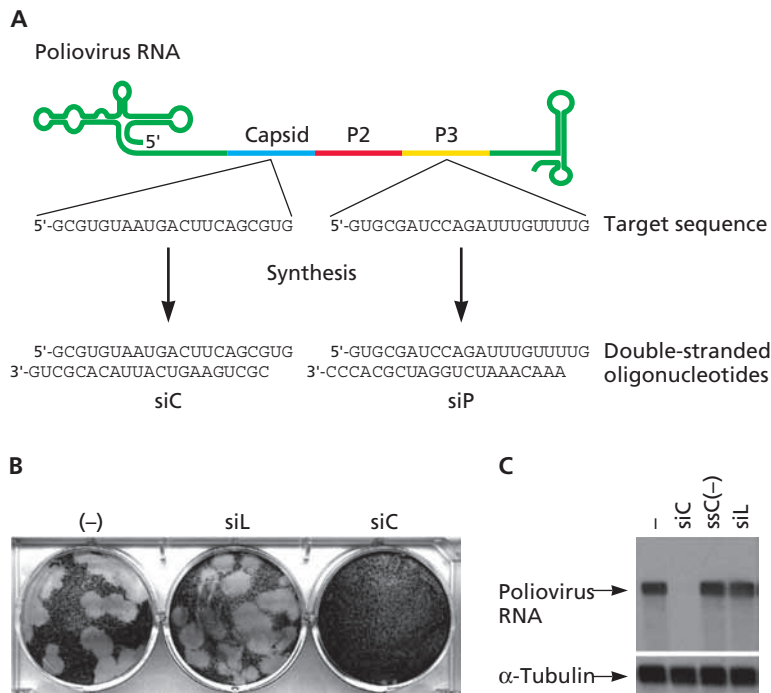 A
Poliovirus RNA
5'
Capsid P2 P3
5'-GCGUGUAAUGACUUCAGCGUG 5'-GUGCGAUCCAGAUUUGUUUUG Target sequence
Synthesis
5'-GCGUGUAAUGACUUCAGCGUG 5'-GUGCGAUCCAGAUUUGUUUUG Double-stranded
3'-GUCGCACAUUACUGAAGUCGC 3'-CCCACGCUAGGUCUAAACAAA oligonucleotides
siC siP
B
(–) siL siC
C
– siC ssC(–) siL
Poliovirus
RNA
α-Tubulin